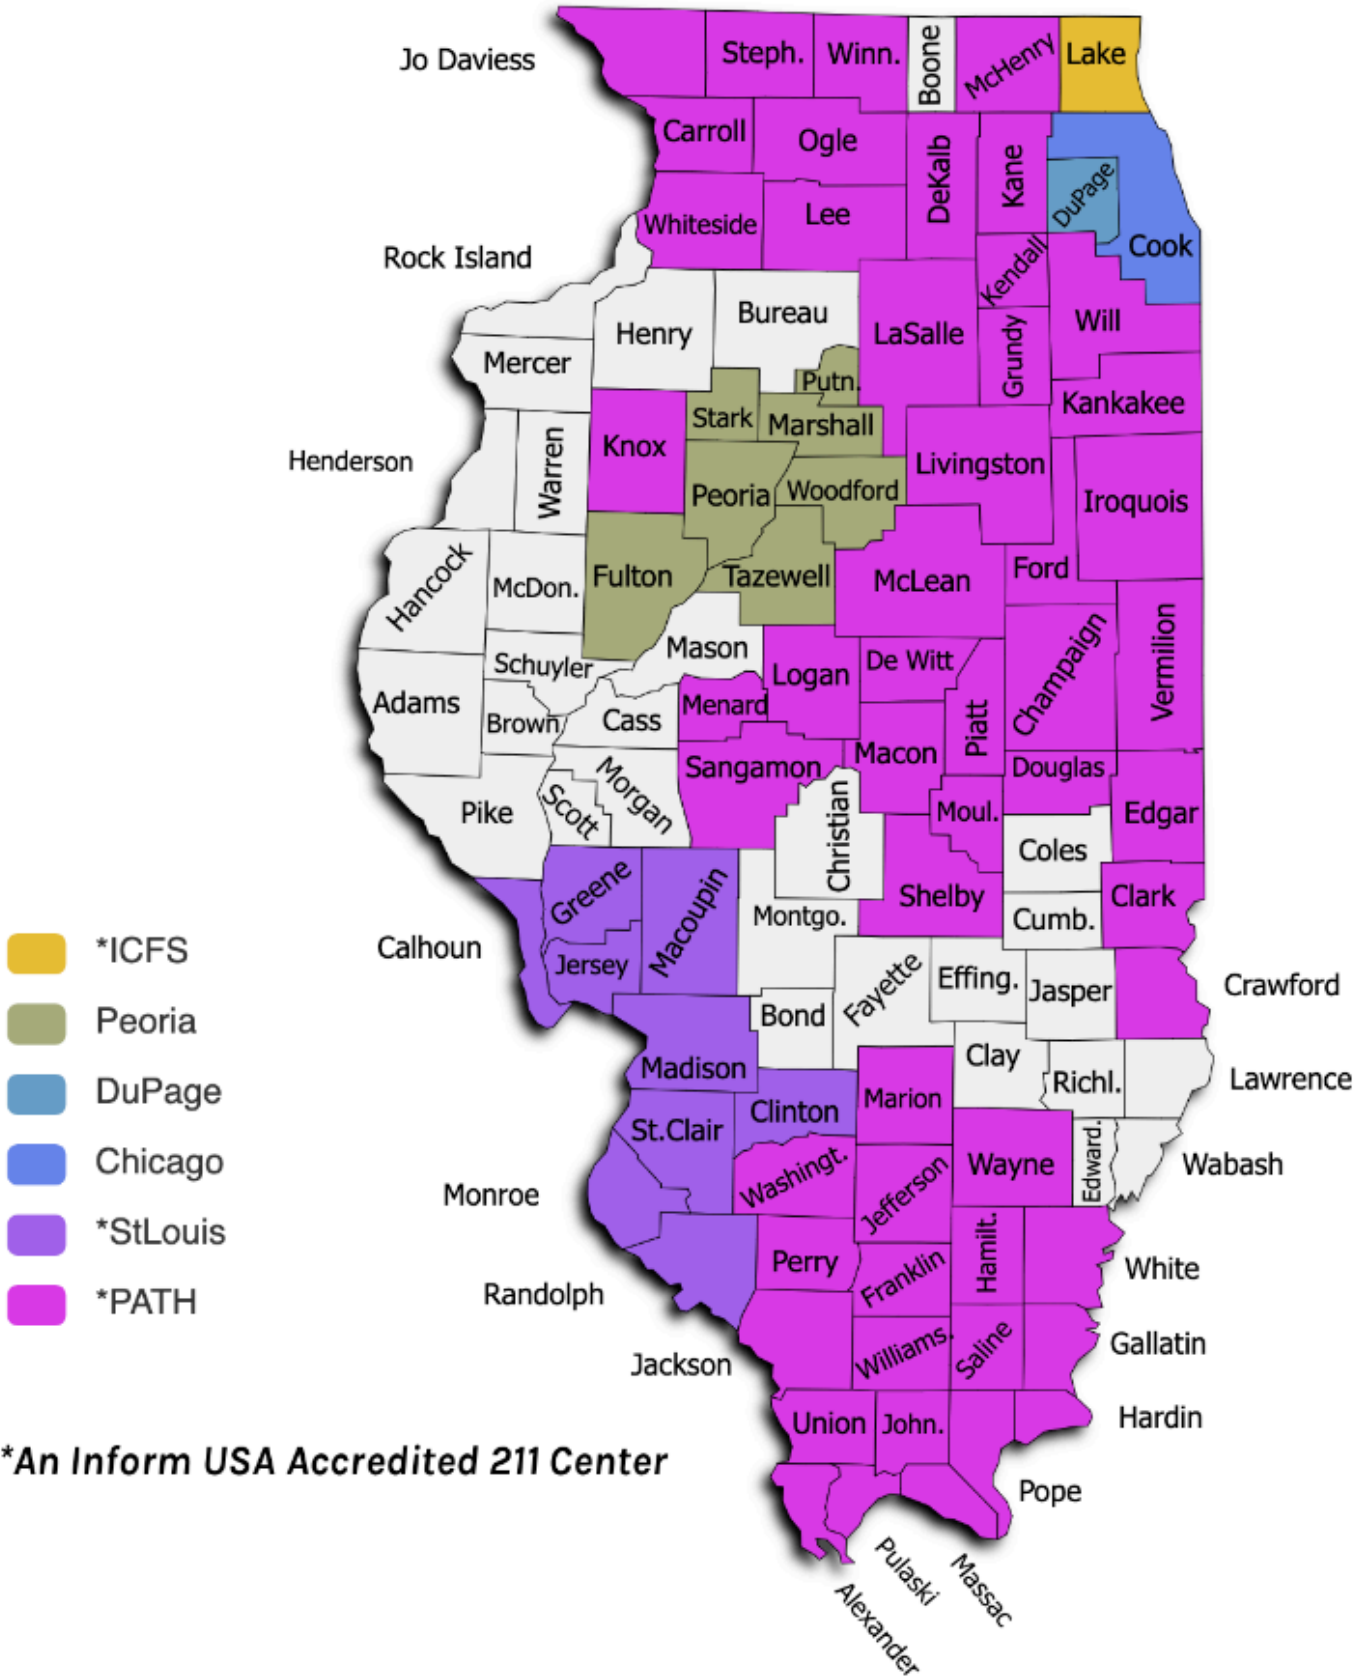 Jo Daviess
Steph.
Winn.
Boone
McHenry
Lake
Carroll
Ogle
DeKalb
Kane
DuPage
Cook
Whiteside
Lee
Rock Island
Kendall
Henry
Bureau
LaSalle
Grundy
Will
Mercer
Putn.
Kankakee
Stark
Marshall
Knox
Henderson
Warren
Peoria
Woodford
Livingston
Iroquois
Hancock
McDon.
Fulton
Tazewell
McLean
Ford
Mason
Schuyler
Logan
De Witt
Champaign
Vermilion
Adams
Brown
Cass
Menard
Piatt
Macon
Sangamon
Douglas
Pike
Scott
Morgan
Christian
Moul.
Edgar
Coles
Greene
Macoupin
Shelby
Clark
Montgo.
Cumb.
Calhoun
Jersey
Fayette
Effing.
Jasper
Crawford
Bond
Clay
Madison
Richl.
Lawrence
Clinton
Marion
St.Clair
Washingt.
Wayne
Edward.
Wabash
Monroe
Jefferson
Perry
Hamilt.
White
Franklin
Randolph
Williams.
Saline
Gallatin
Jackson
Union
John.
Hardin
Pope
Pulaski
Massac
Alexander
*ICFS
Peoria
DuPage
Chicago
*StLouis
*PATH
*An Inform USA Accredited 211 Center